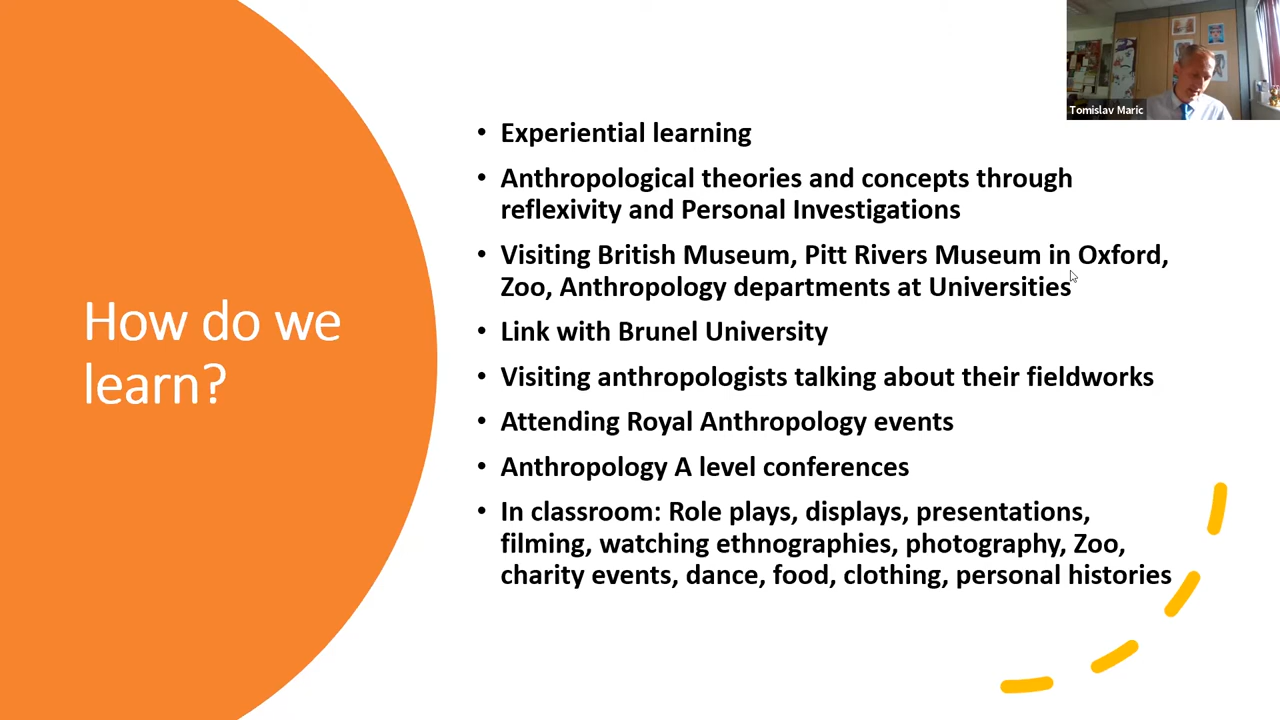 Tomislav Maric
How do we
learn?
• Experiential learning
• Anthropological theories and concepts through
reflexivity and Personal Investigations
• Visiting British Museum, Pitt Rivers Museum in Oxford,
Zoo, Anthropology departments at Universities
• Link with Brunel University
• Visiting anthropologists talking about their fieldworks
• Attending Royal Anthropology events
• Anthropology A level conferences
• In classroom: Role plays, displays, presentations,
filming, watching ethnographies, photography, Zoo,
charity events, dance, food, clothing, personal histories